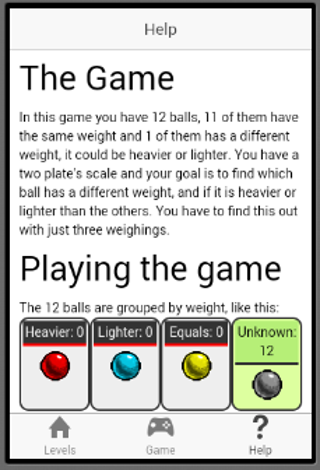 Help
The Game
In this game you have 12 balls, 11 of them have
the same weight and 1 of them has a different
weight, it could be heavier or lighter. You have a
two plate's scale and your goal is to find which
ball has a different weight, and if it is heavier or
lighter than the others. You have to find this out
with just three weighings.
Playing the game
The 12 balls are grouped by weight, like this:
Heavier: 0 Lighter: 0 Equals: 0 Unknown:
12
Levels Game Help